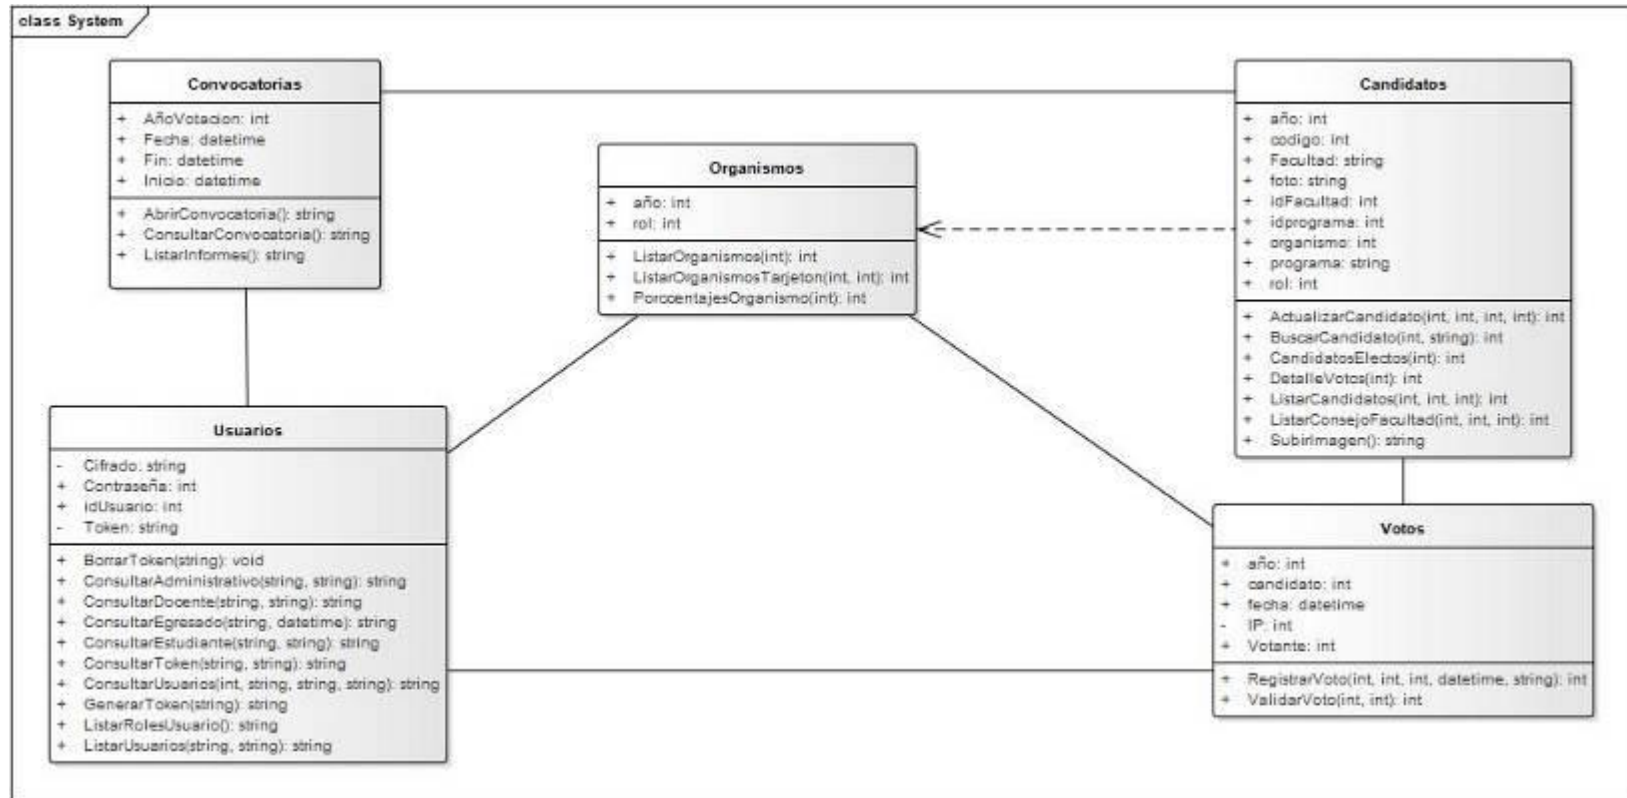 class System
Convocatorias
+ AñoVotacion: int
+ Fecha: datetime
+ Fin: datetime
+ Inicio: datetime
+ AbrirConvocatoria(): string
+ ConsultarConvocatoria(): string
+ ListarInformes(): string
Organismos
+ año: int
+ rol: int
+ ListarOrganismos(int): int
+ ListarOrganismosTarjeton(int, int): int
+ PorocentajesOrganismo(int): int
Candidatos
+ año: int
+ codigo: int
+ Facultad: string
+ foto: string
+ idFacultad: int
+ idprograma: int
+ organismo: int
+ programa: string
+ rol: int
+ ActualizarCandidato(int, int, int, int): int
+ BuscarCandidato(int, string): int
+ CandidatosElectos(int): int
+ DetalleVotos(int): int
+ ListarCandidatos(int, int, int): int
+ ListarConsejoFacultad(int, int, int): int
+ SubirImagen(): string
Usuarios
- Cifrado: string
+ Contraseña: int
+ idUsuario: int
- Token: string
+ BorrarToken(string): void
+ ConsultarAdministrativo(string, string): string
+ ConsultarDocente(string, string): string
+ ConsultarEgresado(string, datetime): string
+ ConsultarEstudiante(string, string): string
+ ConsultarToken(string, string): string
+ ConsultarUsuarios(int, string, string, string): string
+ GenerarToken(string): string
+ ListarRolesUsuario(): string
+ ListarUsuarios(string, string): string
Votos
+ año: int
+ candidato: int
+ fecha: datetime
- IP: int
+ Votante: int
+ RegistrarVoto(int, int, int, datetime, string): int
+ ValidarVoto(int, int): int